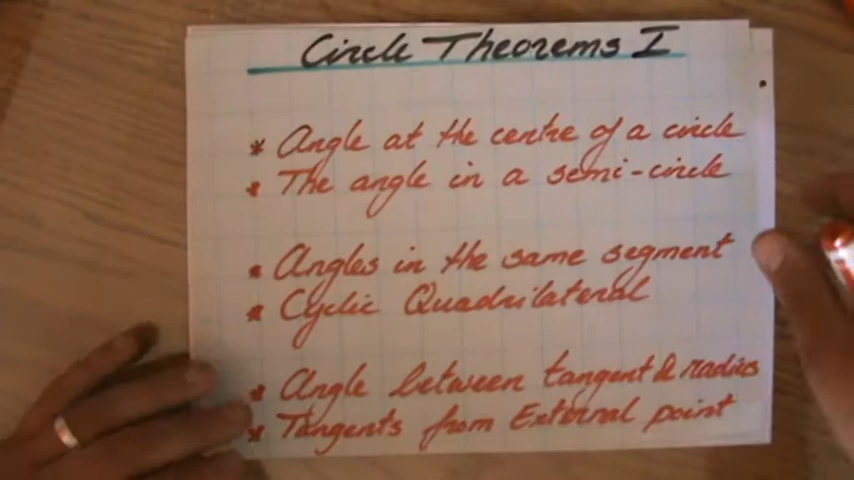 Circle Theorems I
* Angle at the centre of a circle
* The angle in a semi-circle
* Angles in the same segment
* Cyclic Quadrilateral
* Angle between tangent & radius
* Tangents from External point